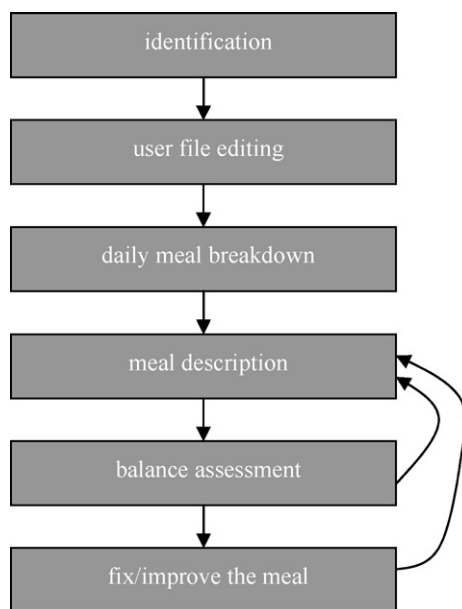 identification
user file editing
daily meal breakdown
meal description
balance assessment
fix/improve the meal